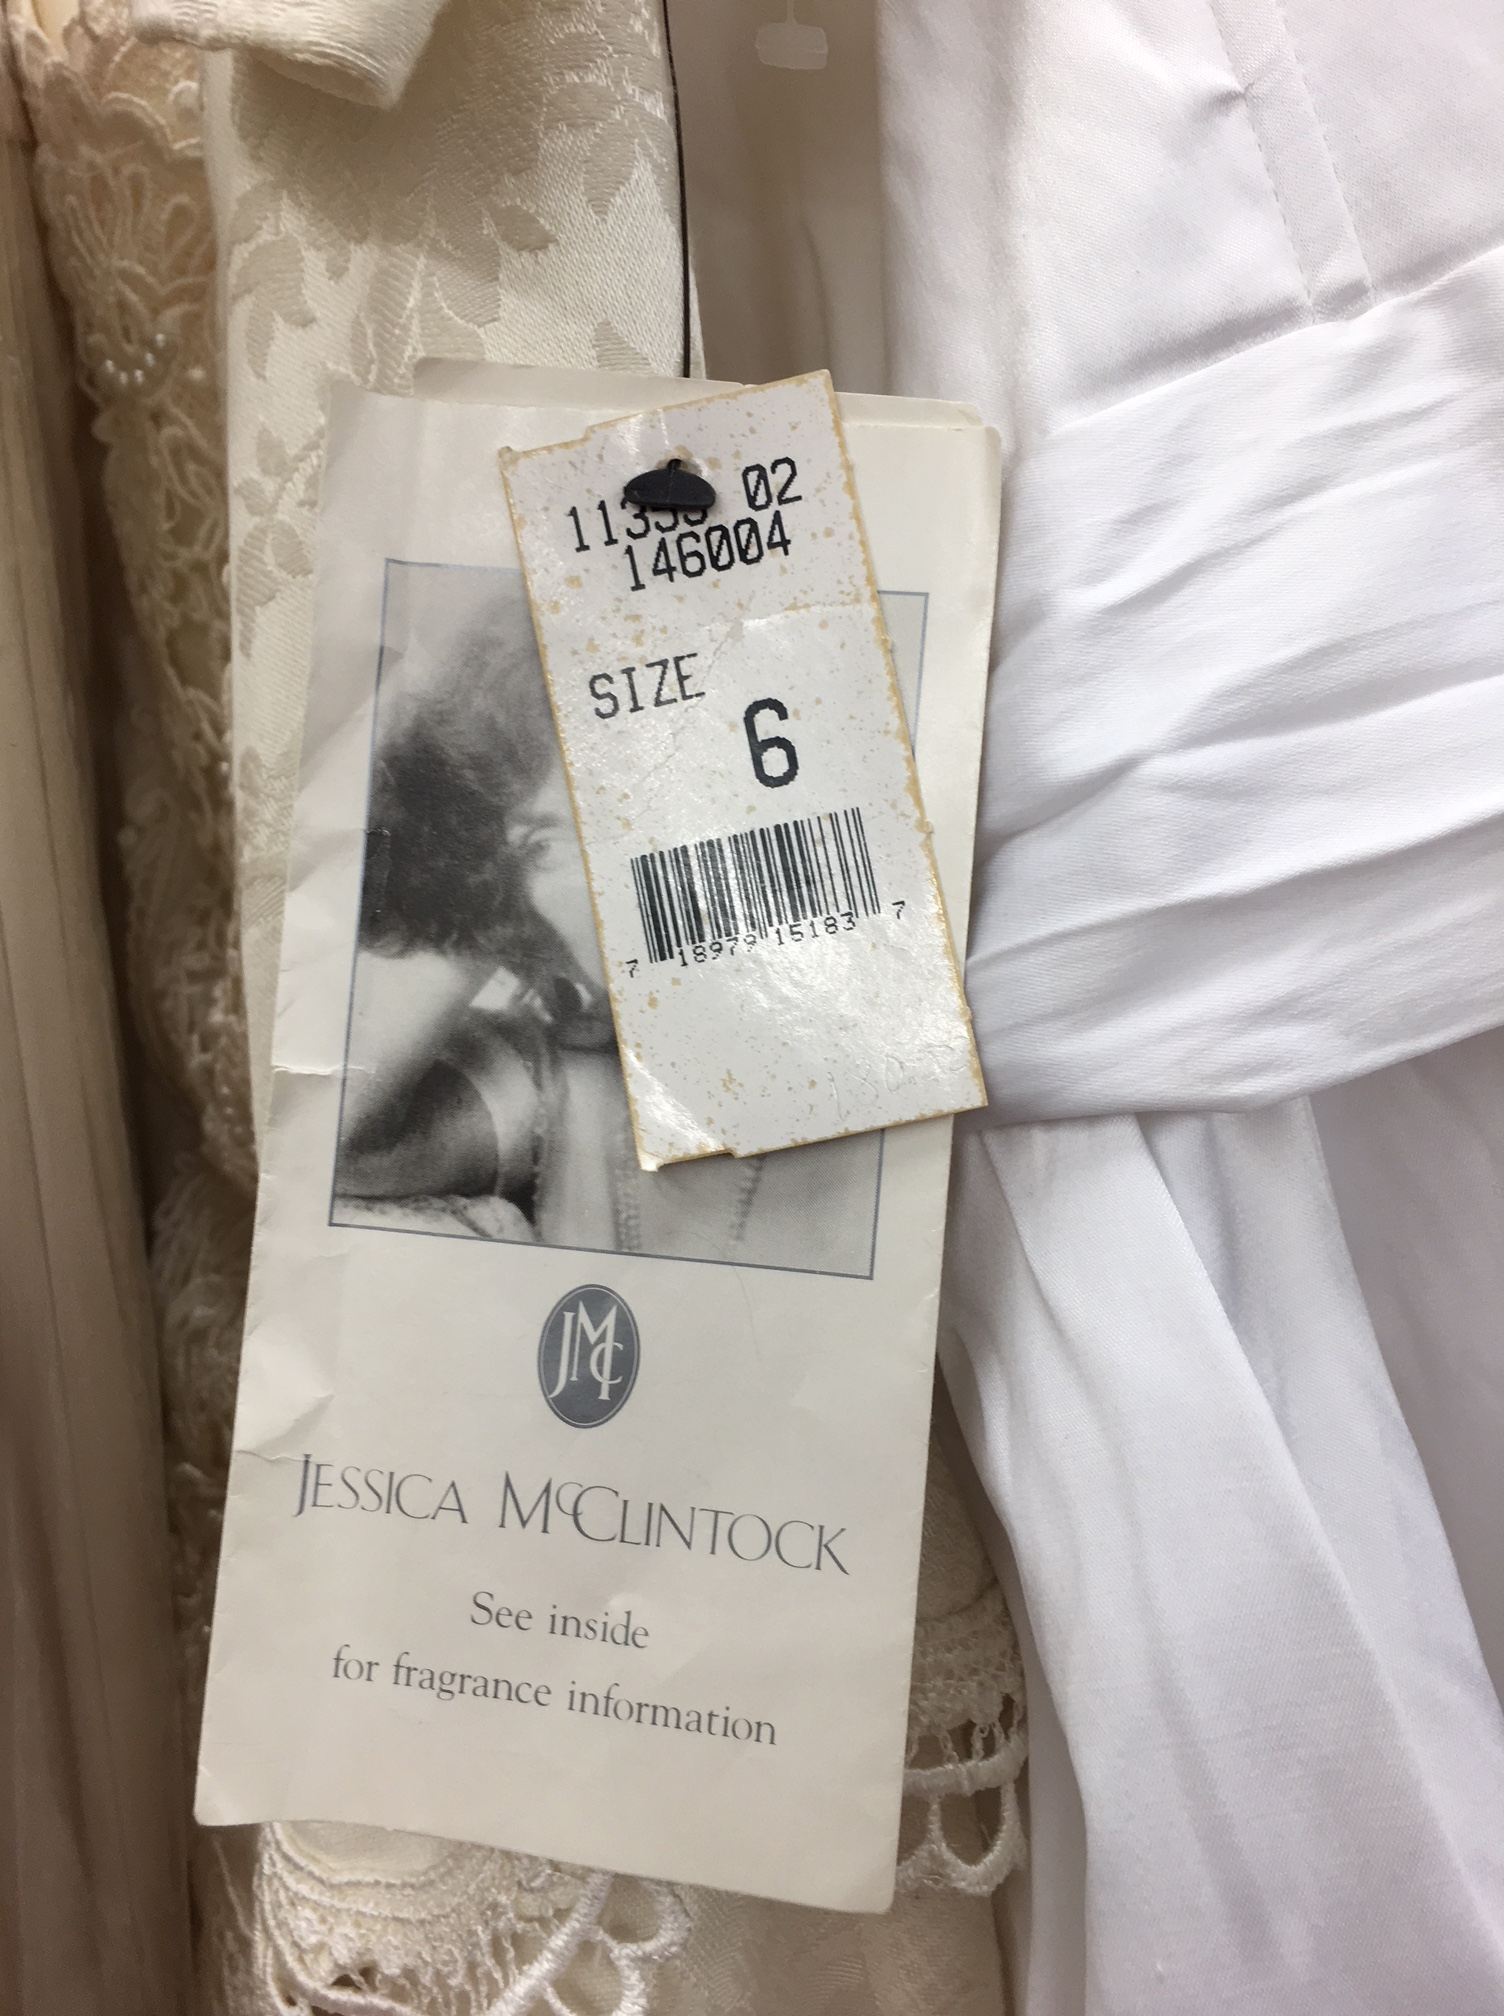 02
146004
SIZE
6
7 18979 15183 7
JMC
JESSICA McCLINTOCK
See inside
for fragrance information